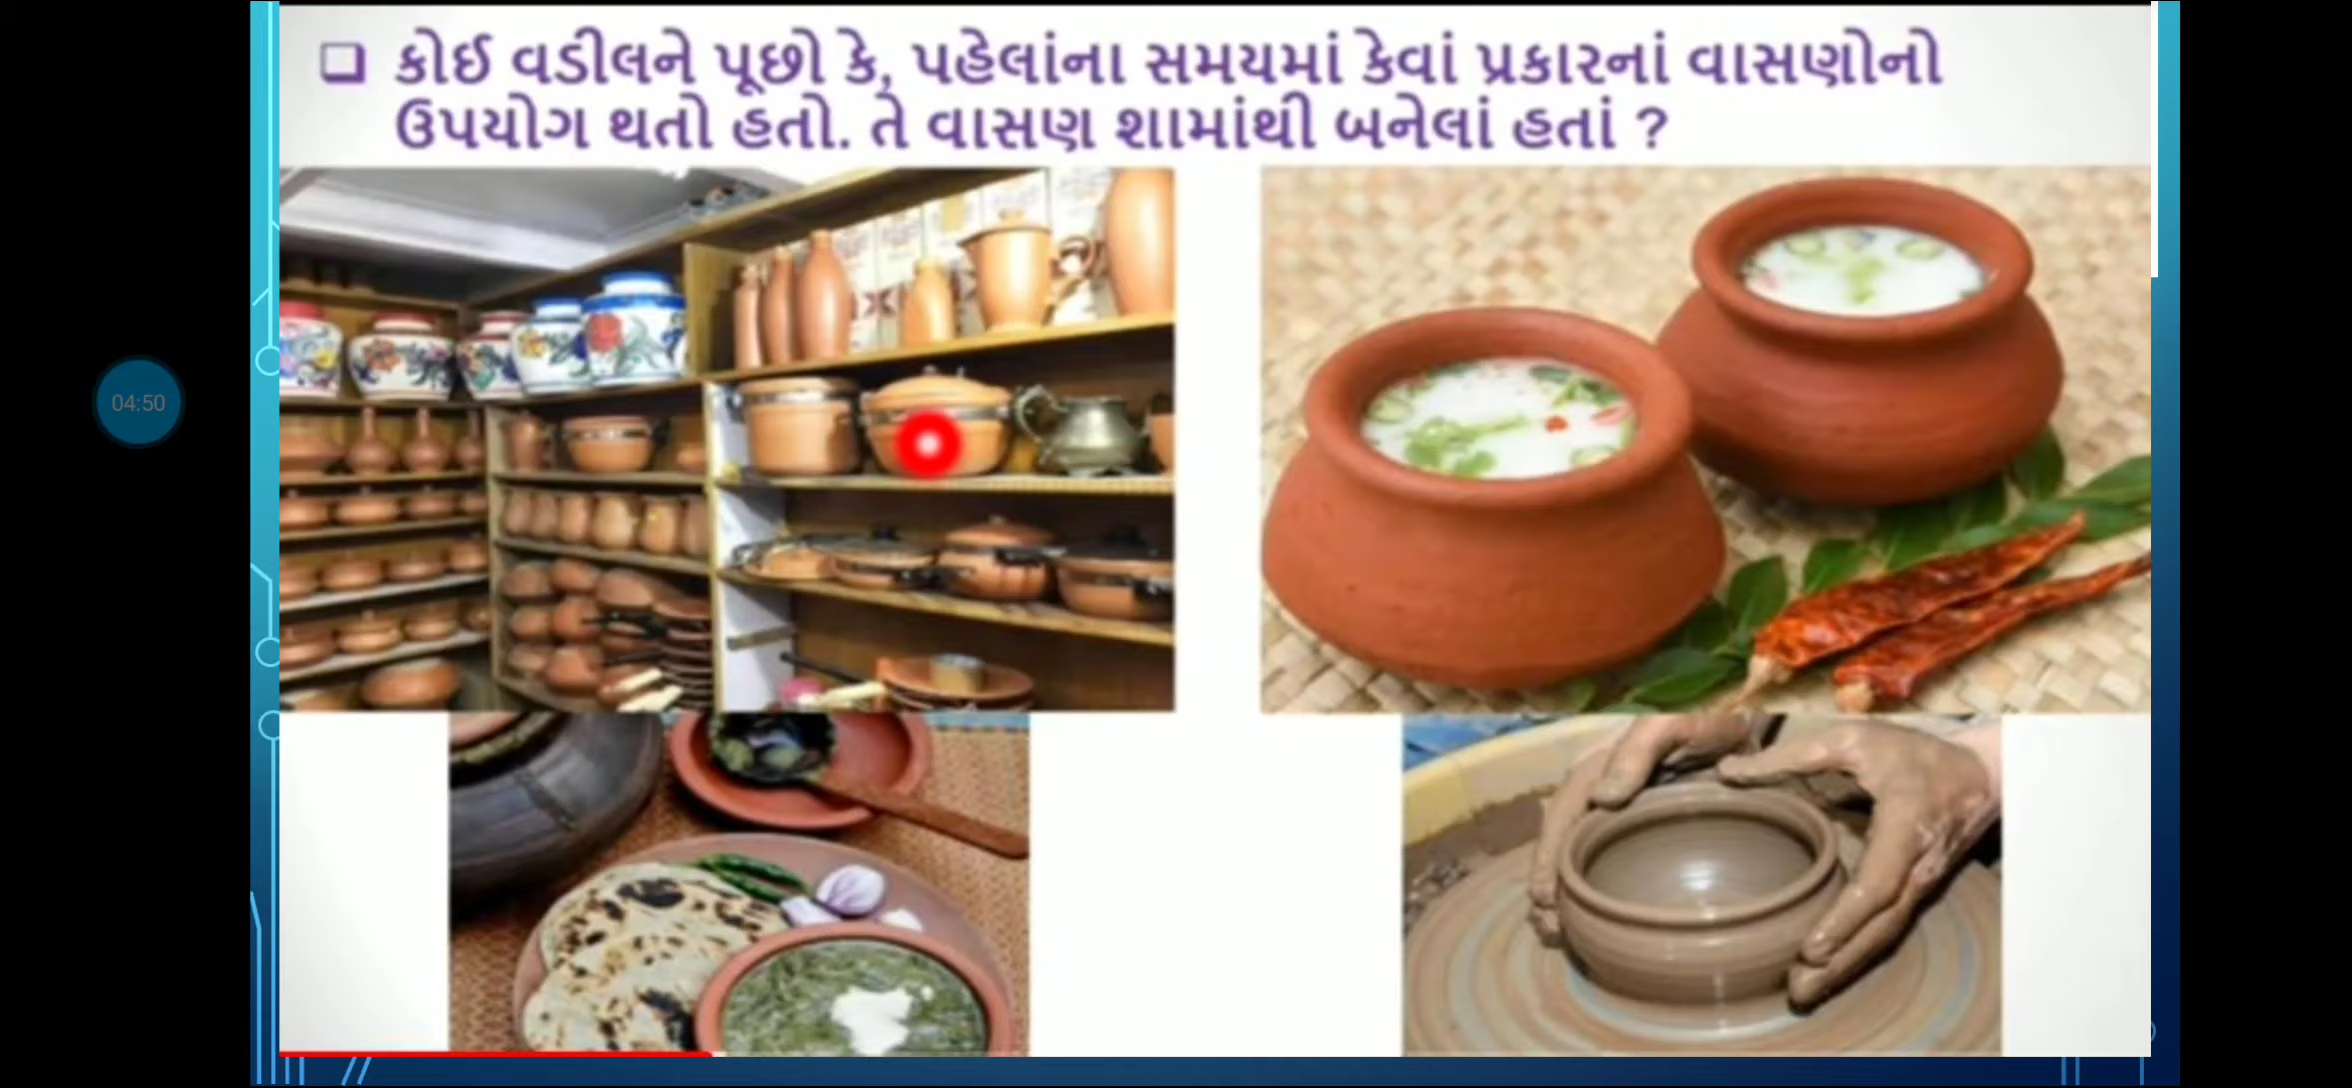 કોઈ વડીલને પૂછો કે, પહેલાંના સમયમાં કેવાં પ્રકારનાં વાસણોનો
ઉપયોગ થતો હતો. તે વાસણ શામાંથી બનેલાં હતાં ?
04:50